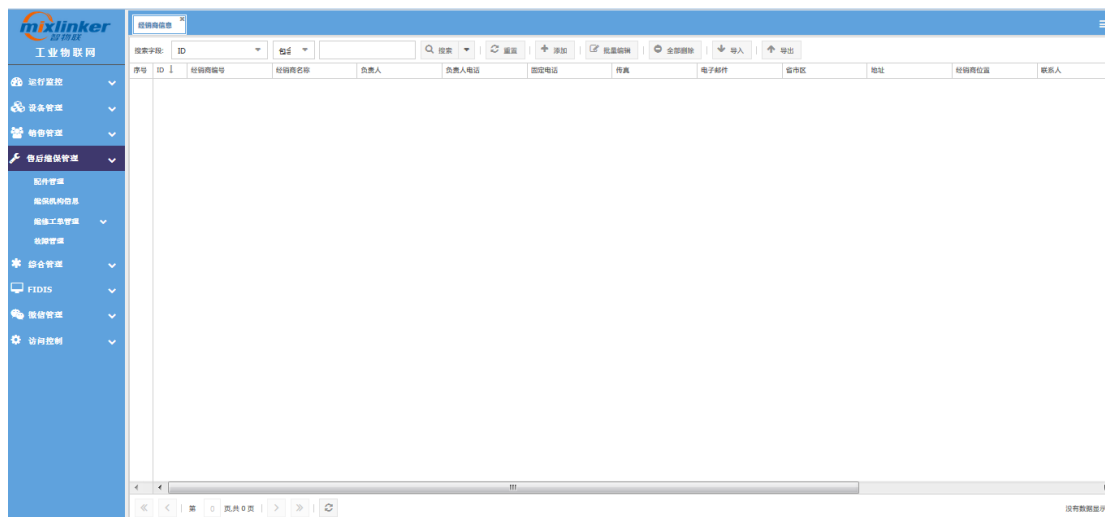 mixlinker
智物联
工业物联网
运行监控
设备管理
销售管理
售后维保管理
配件管理
维保机构信息
维修工单管理
故障管理
综合管理
FIDIS
微信管理
访问控制
经销商信息
搜索字段: ID 包含 搜索 重置 添加 批量编辑 全部删除 导入 导出
序号 ID 经销商编号 经销商名称 负责人 负责人电话 固定电话 传真 电子邮件 省市区 地址 经销商位置 联系人
第 0 页,共 0 页
没有数据显示